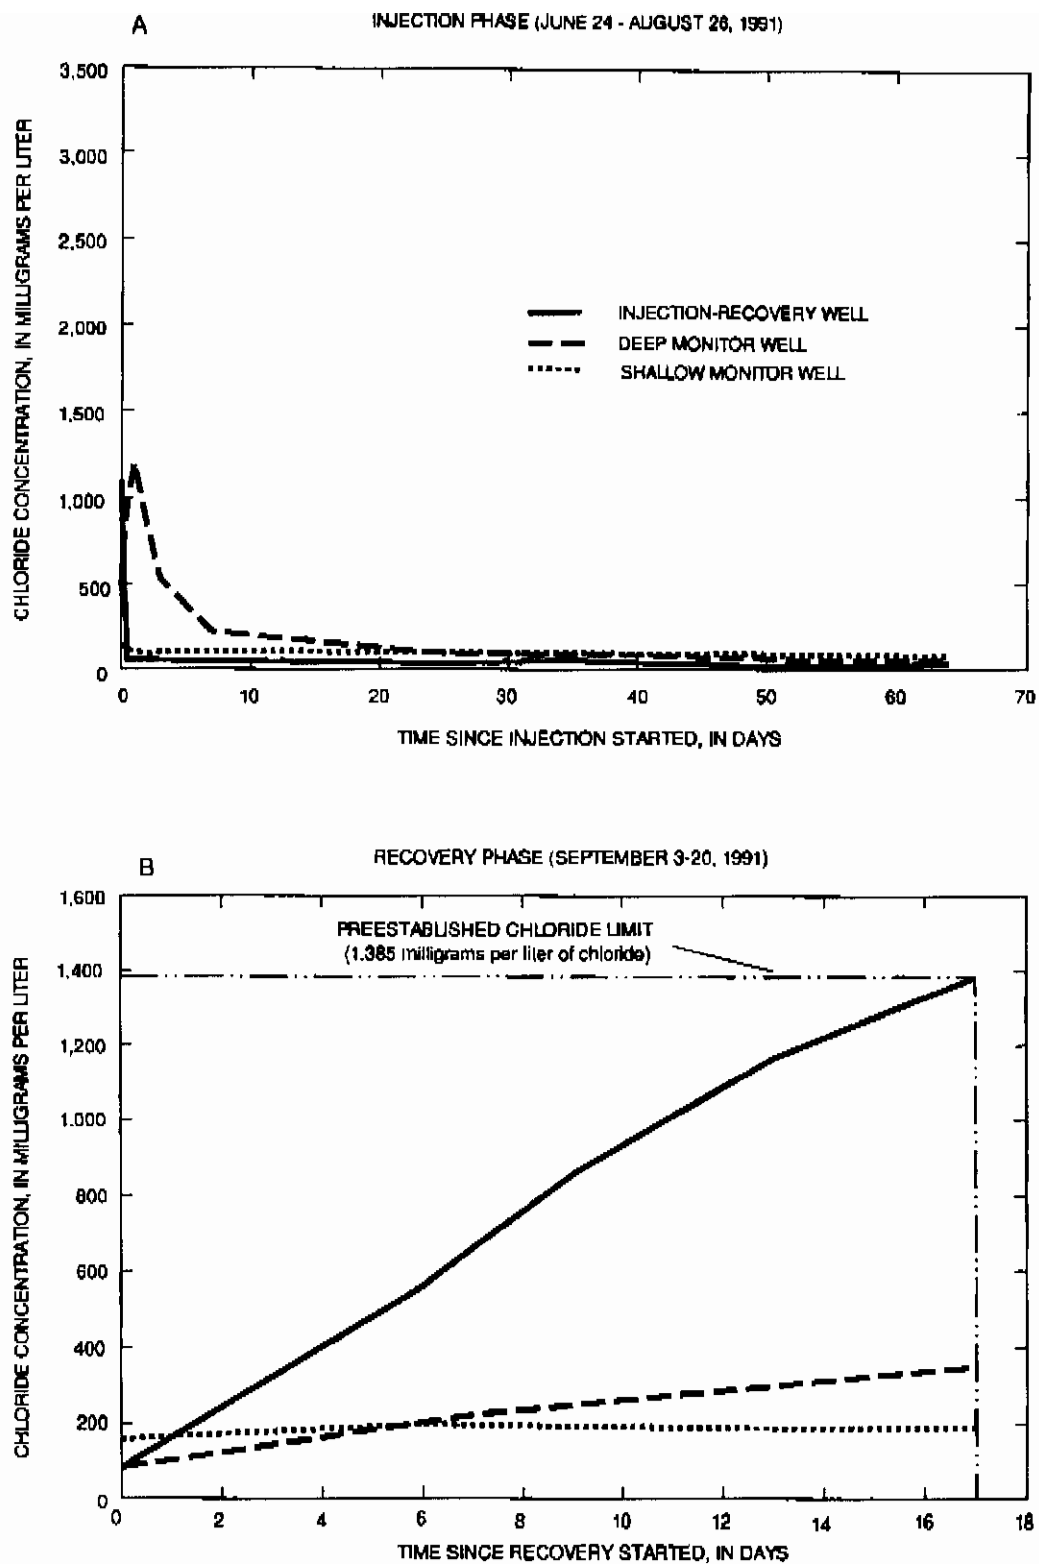 A
INJECTION PHASE (JUNE 24 - AUGUST 26, 1991)
3,500
3,000
2,500
2,000
1,500
1,000
500
0
CHLORIDE CONCENTRATION, IN MILLIGRAMS PER LITER
INJECTION-RECOVERY WELL
DEEP MONITOR WELL
SHALLOW MONITOR WELL
0 10 20 30 40 50 60 70
TIME SINCE INJECTION STARTED, IN DAYS
B
RECOVERY PHASE (SEPTEMBER 3-20, 1991)
PREESTABLISHED CHLORIDE LIMIT
(1.385 milligrams per liter of chloride)
1,600
1,400
1,200
1.000
800
600
400
200
0
CHLORIDE CONCENTRATION, IN MILLIGRAMS PER LITER
0 2 4 6 8 10 12 14 16 18
TIME SINCE RECOVERY STARTED, IN DAYS